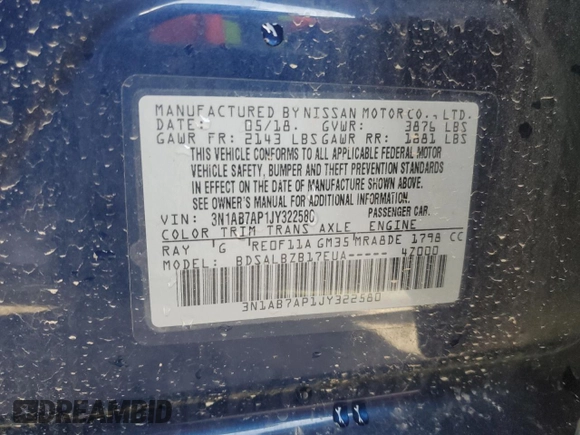 MANUFACTURED BY NISSAN MOTOR CO., LTD.
DATE: 05/18. GVWR: 3876 LBS
GAWR FR: 2143 LBS GAWR RR: 1881 LBS
THIS VEHICLE CONFORMS TO ALL APPLICABLE FEDERAL MOTOR
VEHICLE SAFETY, BUMPER AND THEFT PREVENTION STANDARDS
IN EFFECT ON THE DATE OF MANUFACTURE SHOWN ABOVE.
SEE OWNER'S MANUAL FOR ADDITIONAL INFORMATION.
VIN: 3N1AB7AP1JY322580 PASSENGER CAR.
COLOR TRIM TRANS AXLE ENGINE
RAY G RE0F11A GM35 MRA8DE 1798 CC
MODEL: BDSALBZB17EUA----- 4Z000
3N1AB7AP1JY322580
DREAMBID